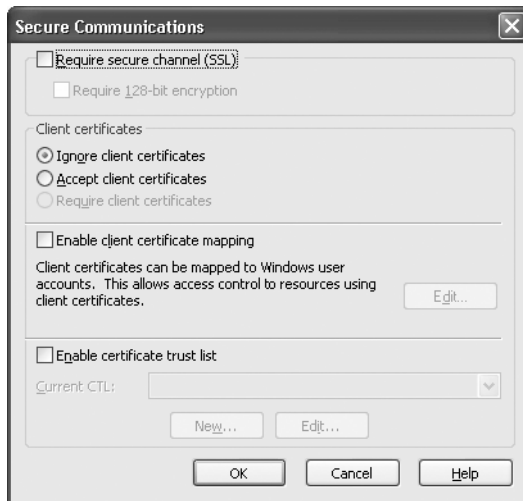 Secure Communications
Require secure channel (SSL)
Require 128-bit encryption
Client certificates
Ignore client certificates
Accept client certificates
Require client certificates
Enable client certificate mapping
Client certificates can be mapped to Windows user
accounts. This allows access control to resources using
client certificates.
Edit...
Enable certificate trust list
Current CTL:
New... Edit...
OK Cancel Help